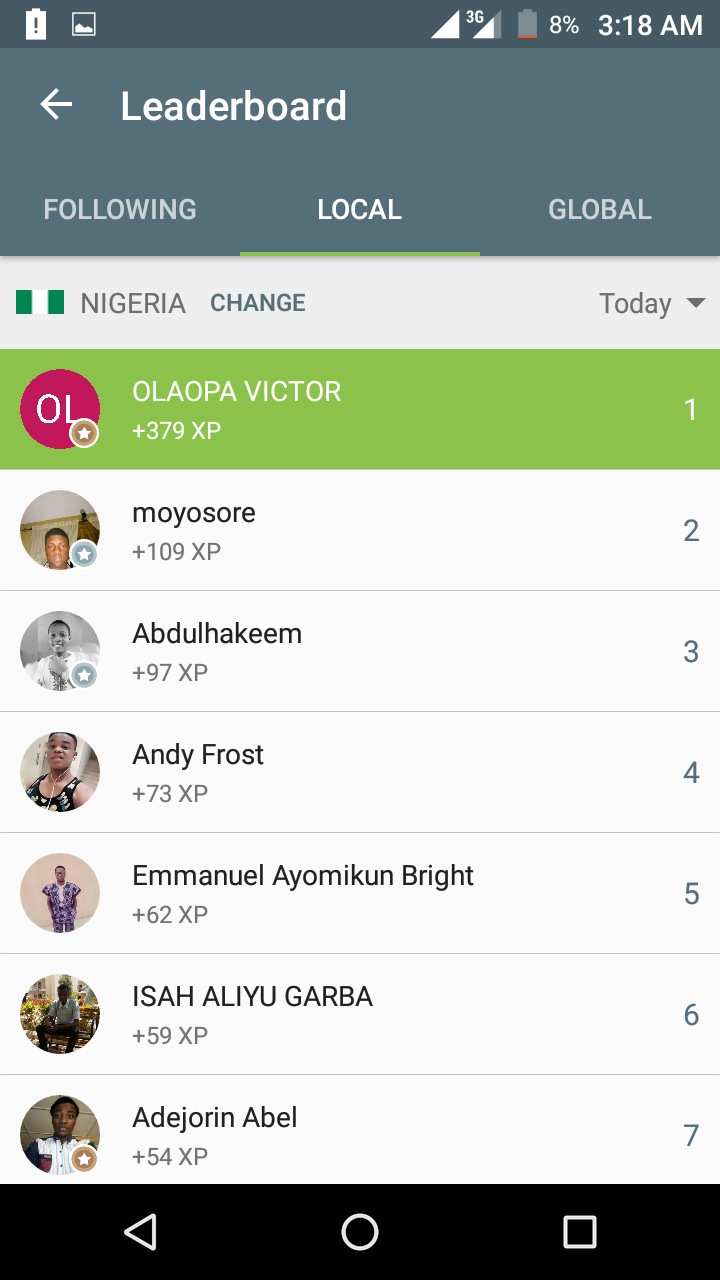 3G 8% 3:18 AM
Leaderboard
FOLLOWING LOCAL GLOBAL
NIGERIA CHANGE Today
OL OLAOPA VICTOR 1
+379 XP
moyosore 2
+109 XP
Abdulhakeem 3
+97 XP
Andy Frost 4
+73 XP
Emmanuel Ayomikun Bright 5
+62 XP
ISAH ALIYU GARBA 6
+59 XP
Adejorin Abel 7
+54 XP